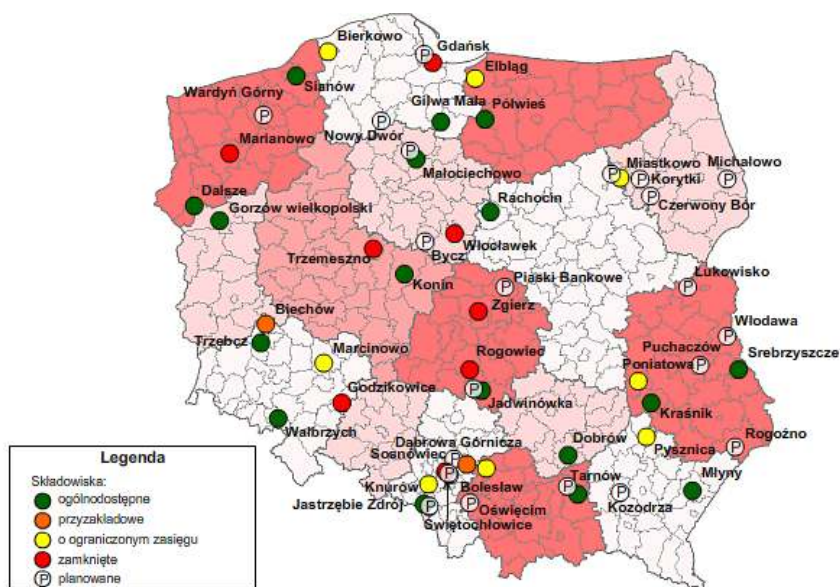 Bierkowo
Gdańsk
Elbląg
Sianów
Wardyń Górny
Gilwa Mała
Półwieś
Nowy Dwór
Marianowo
Małociechowo
Miastkowo
Michałowo
Korytki
Czerwony Bór
Dalsze
Gorzów wielkopolski
Rachocin
Włocławek
Bycz
Trzemeszno
Konin
Piaski Bankowe
Łukowisko
Zgierz
Biechów
Włodawa
Trzebcz
Marcinowo
Rogowiec
Puchaczów
Srebrzyszcze
Poniatowa
Godzikowice
Jadwinówka
Kraśnik
Wałbrzych
Dąbrowa Górnicza
Dobrów
Pysznica
Rogoźno
Sosnowiec
Tarnów
Młyny
Knurów
Bolesław
Kozodrza
Jastrzębie Zdrój
Oświęcim
Świętochłowice
Legenda
Składowiska:
ogólnodostępne
przyzakładowe
o ograniczonym zasięgu
zamknięte
P planowane